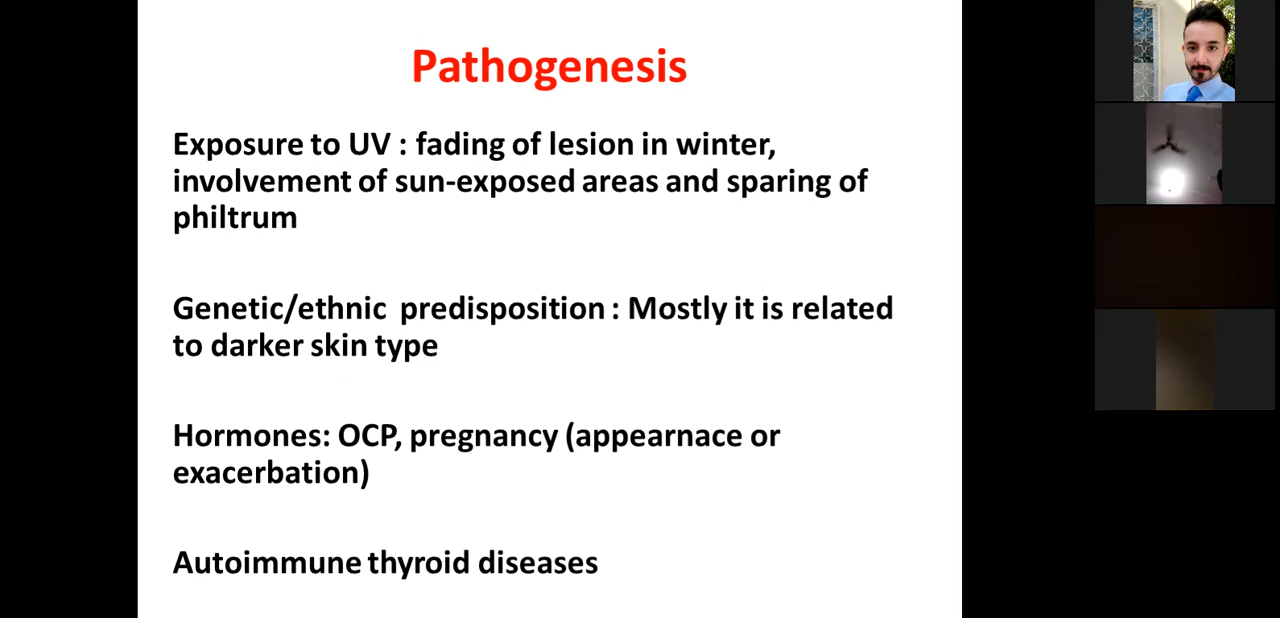 Pathogenesis
Exposure to UV : fading of lesion in winter,
involvement of sun-exposed areas and sparing of
philtrum
Genetic/ethnic predisposition : Mostly it is related
to darker skin type
Hormones: OCP, pregnancy (appearnace or
exacerbation)
Autoimmune thyroid diseases